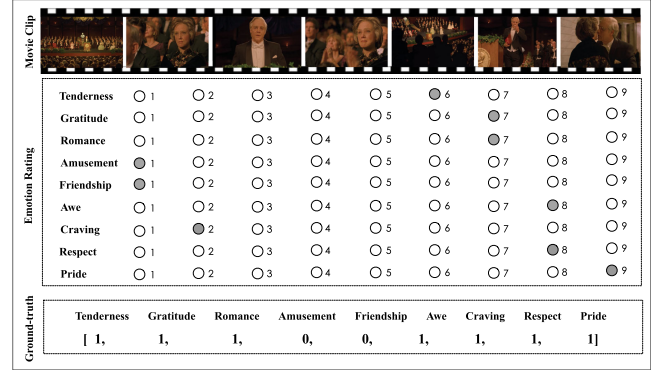 Movie Clip
Emotion Rating
Tenderness 1 2 3 4 5 6 7 8 9
Gratitude 1 2 3 4 5 6 7 8 9
Romance 1 2 3 4 5 6 7 8 9
Amusement 1 2 3 4 5 6 7 8 9
Friendship 1 2 3 4 5 6 7 8 9
Awe 1 2 3 4 5 6 7 8 9
Craving 1 2 3 4 5 6 7 8 9
Respect 1 2 3 4 5 6 7 8 9
Pride 1 2 3 4 5 6 7 8 9
Ground-truth
Tenderness Gratitude Romance Amusement Friendship Awe Craving Respect Pride
[ 1, 1, 1, 0, 0, 1, 1, 1, 1]